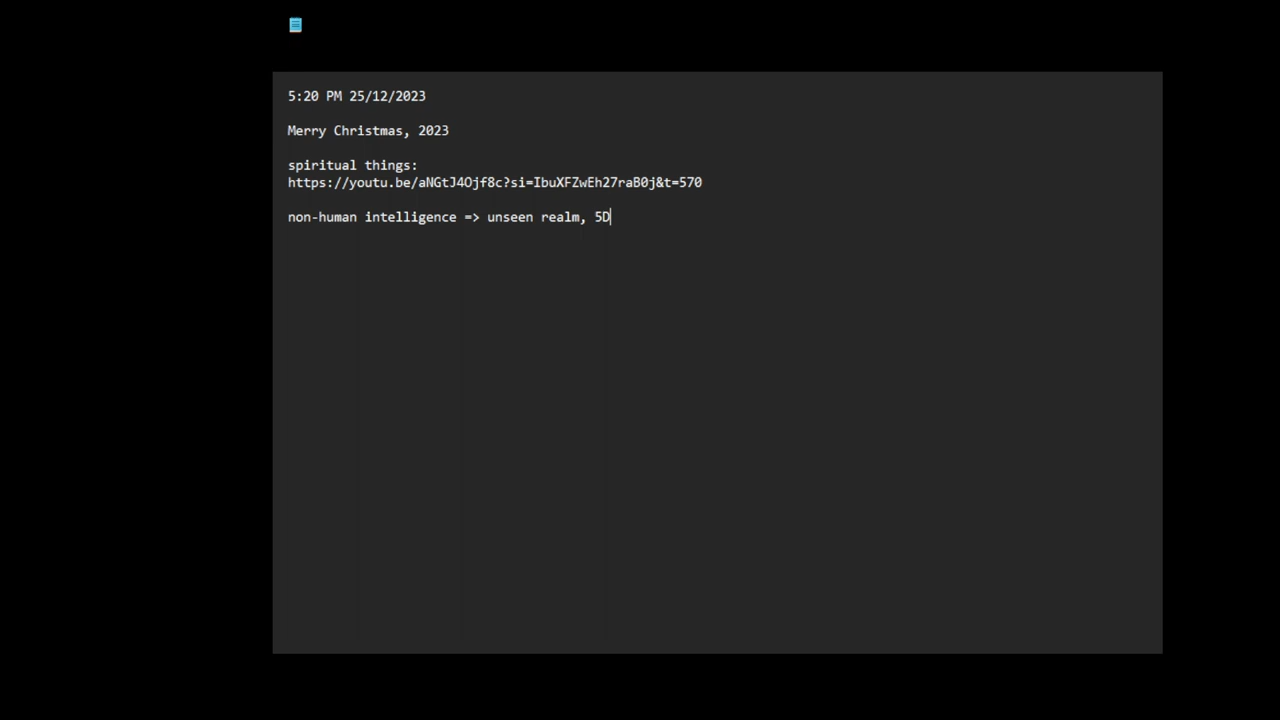 5:20 PM 25/12/2023
Merry Christmas, 2023
spiritual things:
https://youtu.be/aNGtJ4Ojf8c?si=IbuXFZwEh27raB0j&t=570
non-human intelligence => unseen realm, 5D